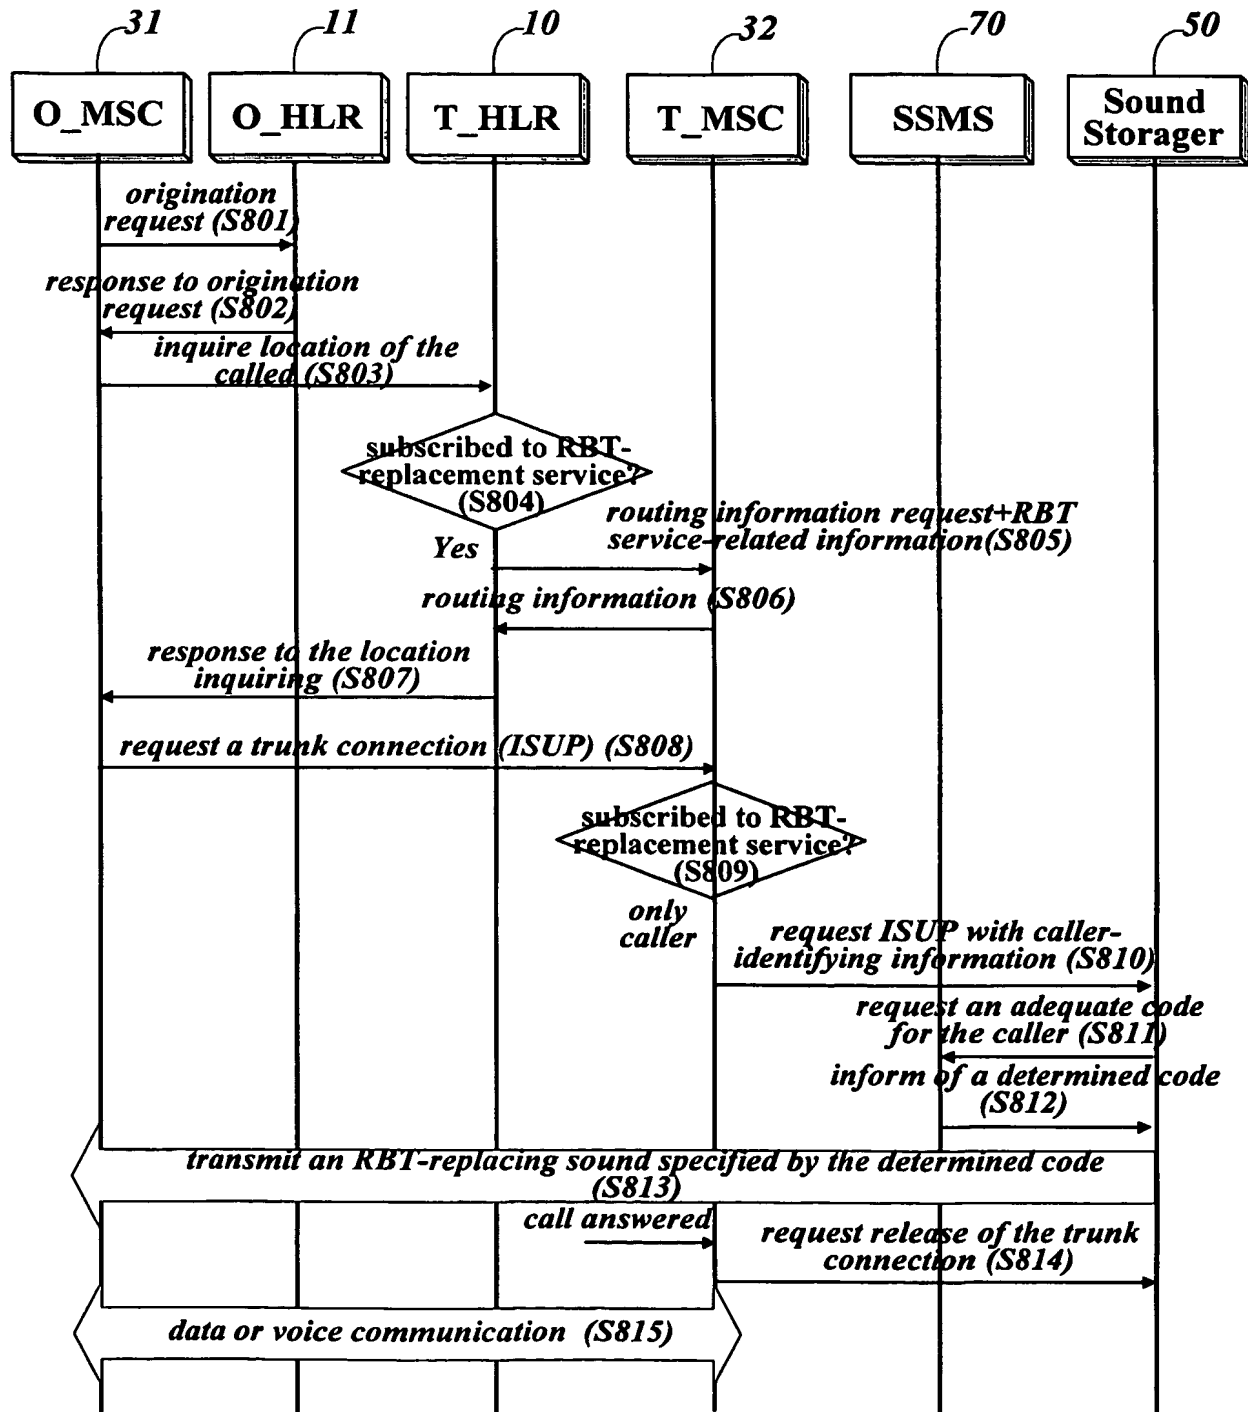 31
11
10
32
70
50
O_MSC
O_HLR
T_HLR
T_MSC
SSMS
Sound
Storager
origination
request (S801)
response to origination
request (S802)
inquire location of the
called (S803)
subscribed to RBT-
replacement service?
(S804)
Yes
routing information request+RBT
service-related information(S805)
routing information (S806)
response to the location
inquiring (S807)
request a trunk connection (ISUP) (S808)
subscribed to RBT-
replacement service?
(S809)
only
caller
request ISUP with caller-
identifying information (S810)
request an adequate code
for the caller (S811)
inform of a determined code
(S812)
transmit an RBT-replacing sound specified by the determined code
(S813)
call answered
request release of the trunk
connection (S814)
data or voice communication (S815)